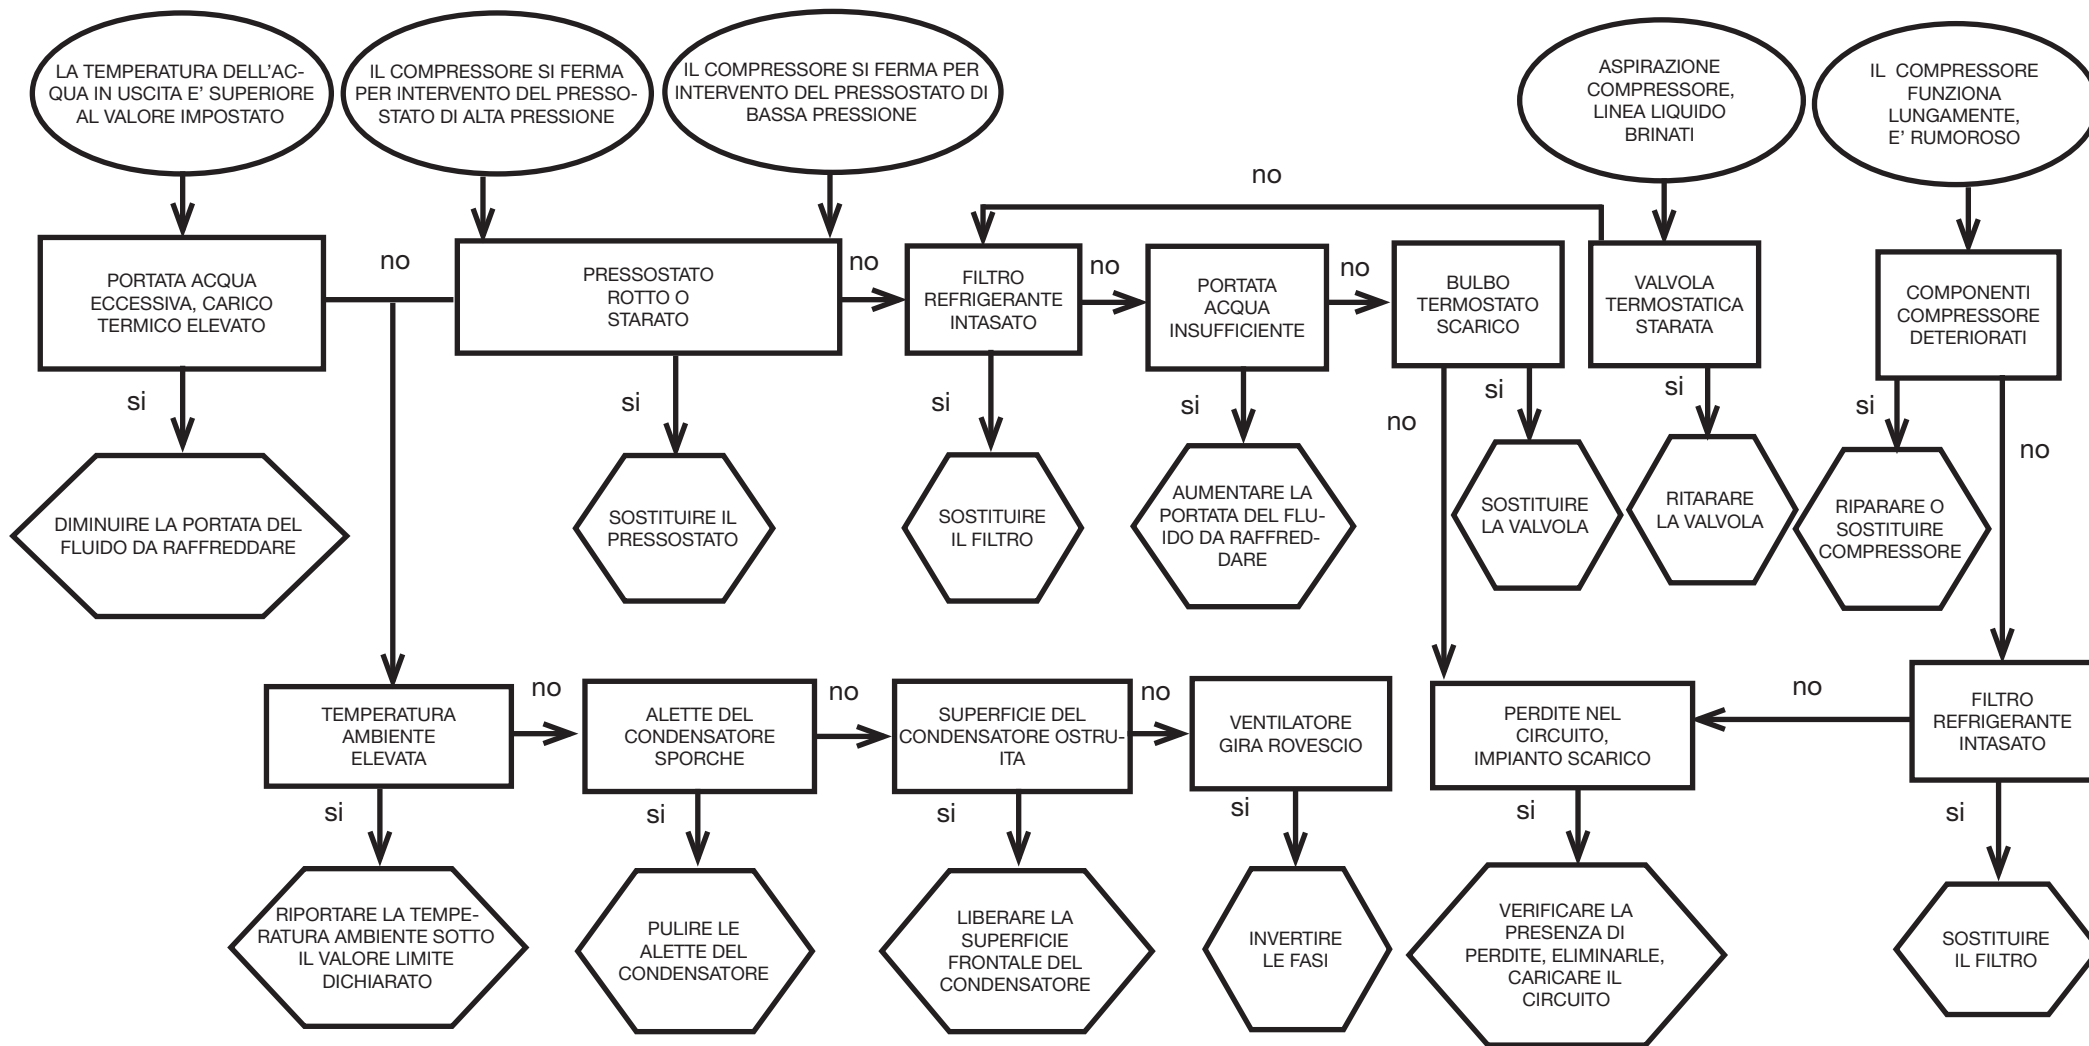 LA TEMPERATURA DELL'AC-
QUA IN USCITA E' SUPERIORE
AL VALORE IMPOSTATO
IL COMPRESSORE SI FERMA
PER INTERVENTO DEL PRESSO-
STATO DI ALTA PRESSIONE
IL COMPRESSORE SI FERMA PER
INTERVENTO DEL PRESSOSTATO DI
BASSA PRESSIONE
ASPIRAZIONE
COMPRESSORE,
LINEA LIQUIDO
BRINATI
IL COMPRESSORE
FUNZIONA
LUNGAMENTE,
E' RUMOROSO
no
PORTATA ACQUA
ECCESSIVA, CARICO
TERMICO ELEVATO
no
PRESSOSTATO
ROTTO O
STARATO
no
FILTRO
REFRIGERANTE
INTASATO
no
PORTATA
ACQUA
INSUFFICIENTE
no
BULBO
TERMOSTATO
SCARICO
VALVOLA
TERMOSTATICA
STARATA
COMPONENTI
COMPRESSORE
DETERIORATI
si
si
si
si
no
si
si
si
no
DIMINUIRE LA PORTATA DEL
FLUIDO DA RAFFREDDARE
SOSTITUIRE IL
PRESSOSTATO
SOSTITUIRE
IL FILTRO
AUMENTARE LA
PORTATA DEL FLU-
IDO DA RAFFRED-
DARE
SOSTITUIRE
LA VALVOLA
RITARARE
LA VALVOLA
RIPARARE O
SOSTITUIRE
COMPRESSORE
TEMPERATURA
AMBIENTE
ELEVATA
no
ALETTE DEL
CONDENSATORE
SPORCHE
no
SUPERFICIE DEL
CONDENSATORE OSTRU-
ITA
no
VENTILATORE
GIRA ROVESCIO
PERDITE NEL
CIRCUITO,
IMPIANTO SCARICO
no
FILTRO
REFRIGERANTE
INTASATO
si
si
si
si
si
si
RIPORTARE LA TEMPE-
RATURA AMBIENTE SOTTO
IL VALORE LIMITE
DICHIARATO
PULIRE LE
ALETTE DEL
CONDENSATORE
LIBERARE LA
SUPERFICIE
FRONTALE DEL
CONDENSATORE
INVERTIRE
LE FASI
VERIFICARE LA
PRESENZA DI
PERDITE, ELIMINARLE,
CARICARE IL
CIRCUITO
SOSTITUIRE
IL FILTRO